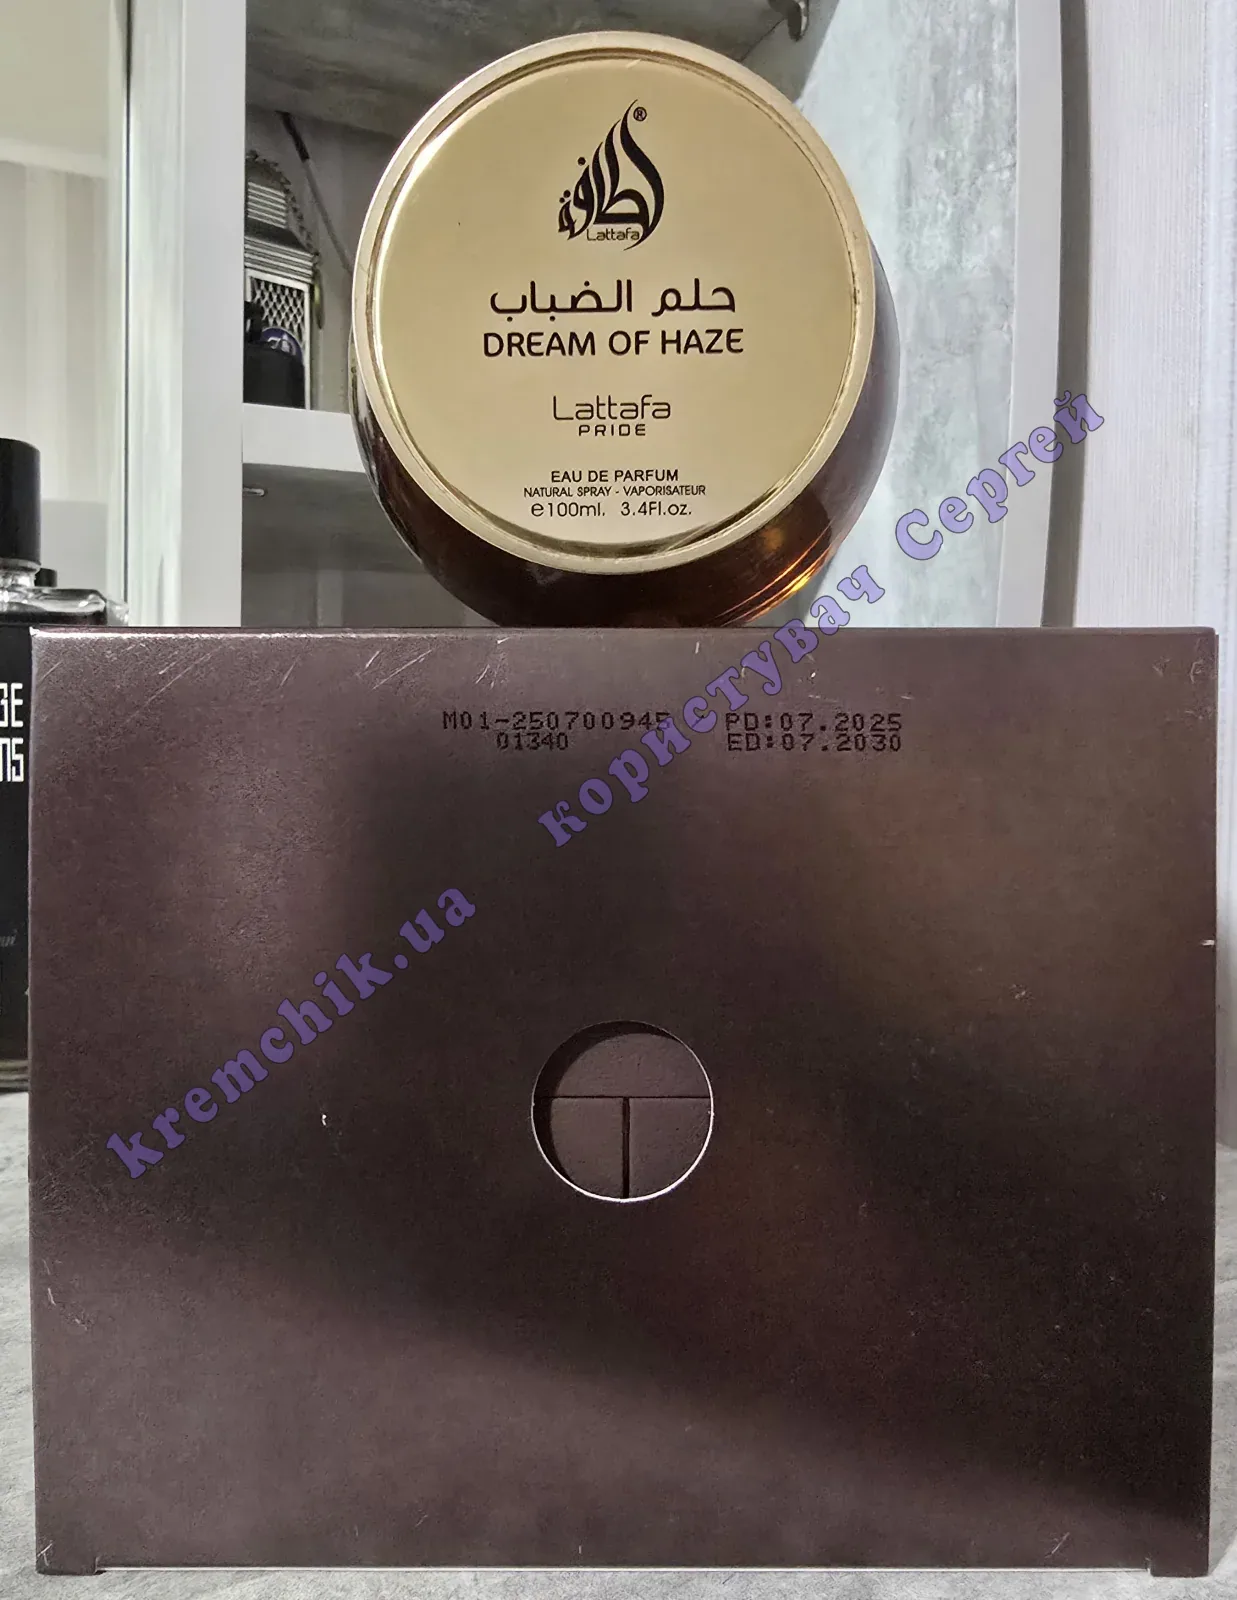 لطافة®
Lattafa
حلم الضباب
DREAM OF HAZE
Lattafa
PRIDE
EAU DE PARFUM
NATURAL SPRAY - VAPORISATEUR
e100ml. 3.4Fl.oz.
M01-250700945 PD:07.2025
01340 ED:07.2030
kremchik.ua користувач Сергей